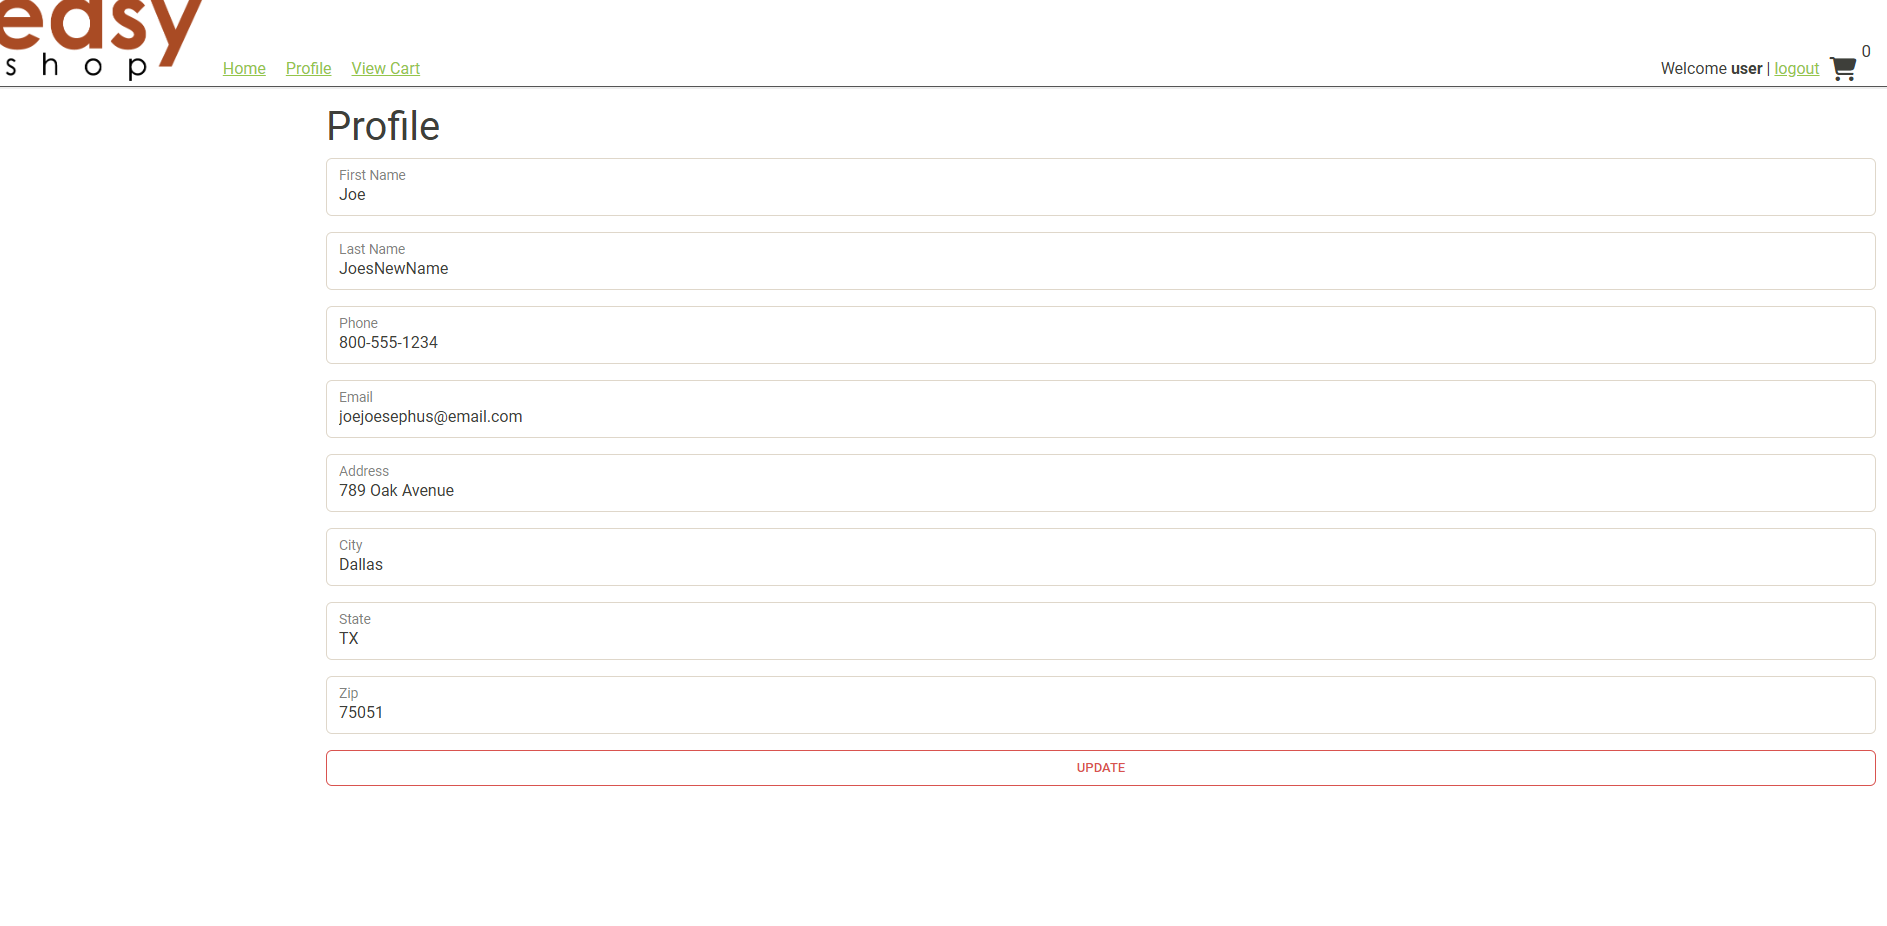 easy
shop
Home Profile View Cart Welcome user | logout 0
Profile
First Name
Joe
Last Name
JoesNewName
Phone
800-555-1234
Email
joejoesephus@email.com
Address
789 Oak Avenue
City
Dallas
State
TX
Zip
75051
UPDATE